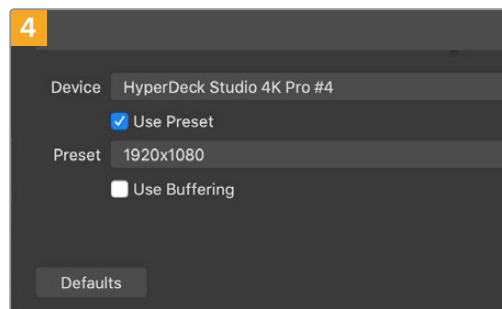 4
Device HyperDeck Studio 4K Pro #4
Use Preset
Preset 1920x1080
Use Buffering
Defaults